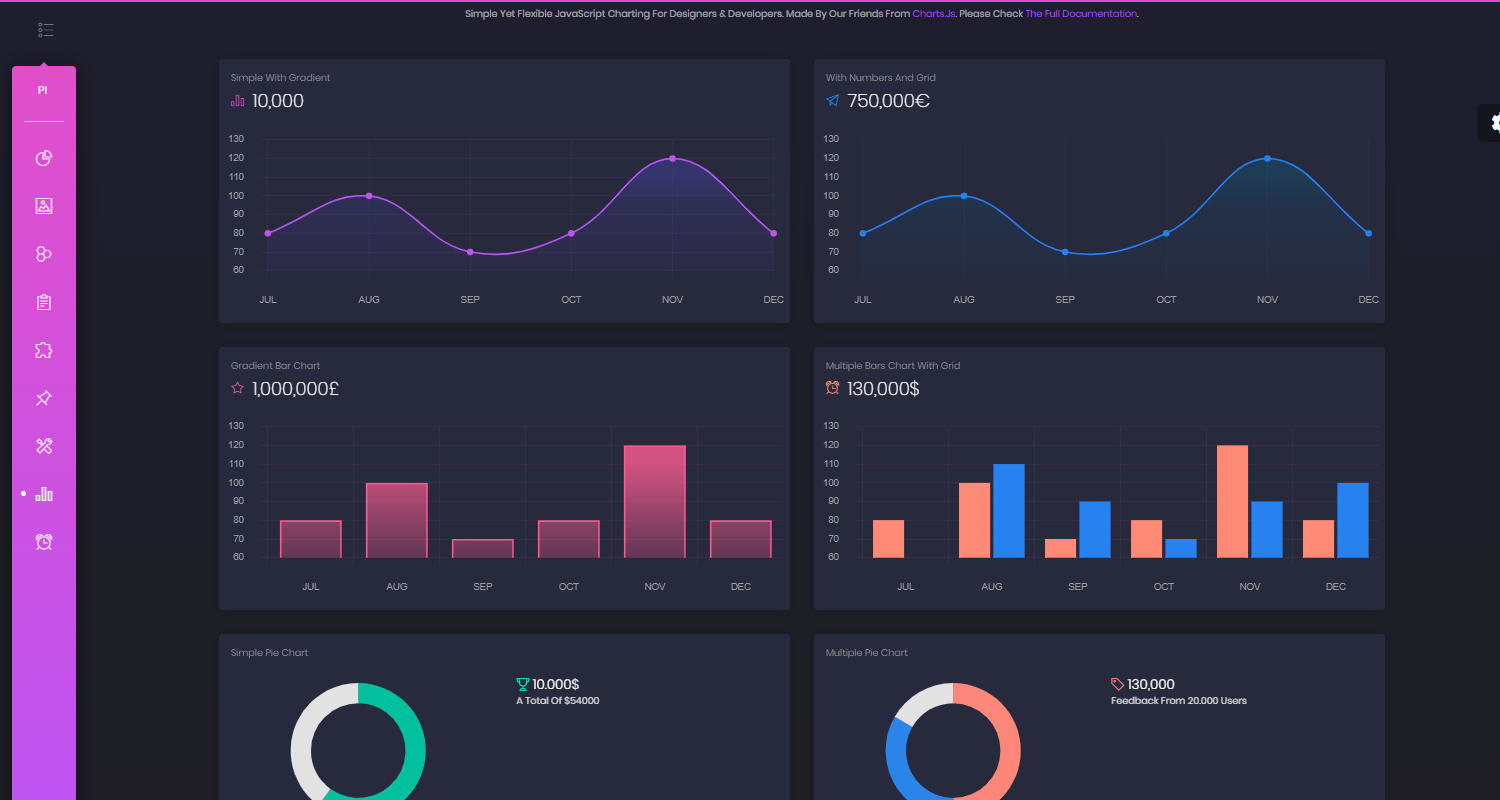 Simple Yet Flexible JavaScript Charting For Designers & Developers. Made By Our Friends From Charts.Js. Please Check The Full Documentation.
PI
Simple With Gradient
10,000
130
120
110
100
90
80
70
60
JUL AUG SEP OCT NOV DEC
With Numbers And Grid
750,000€
130
120
110
100
90
80
70
60
JUL AUG SEP OCT NOV DEC
Gradient Bar Chart
1,000,000£
130
120
110
100
90
80
70
60
JUL AUG SEP OCT NOV DEC
Multiple Bars Chart With Grid
130,000$
130
120
110
100
90
80
70
60
JUL AUG SEP OCT NOV DEC
Simple Pie Chart
10.000$
A Total Of $54000
Multiple Pie Chart
130,000
Feedback From 20.000 Users